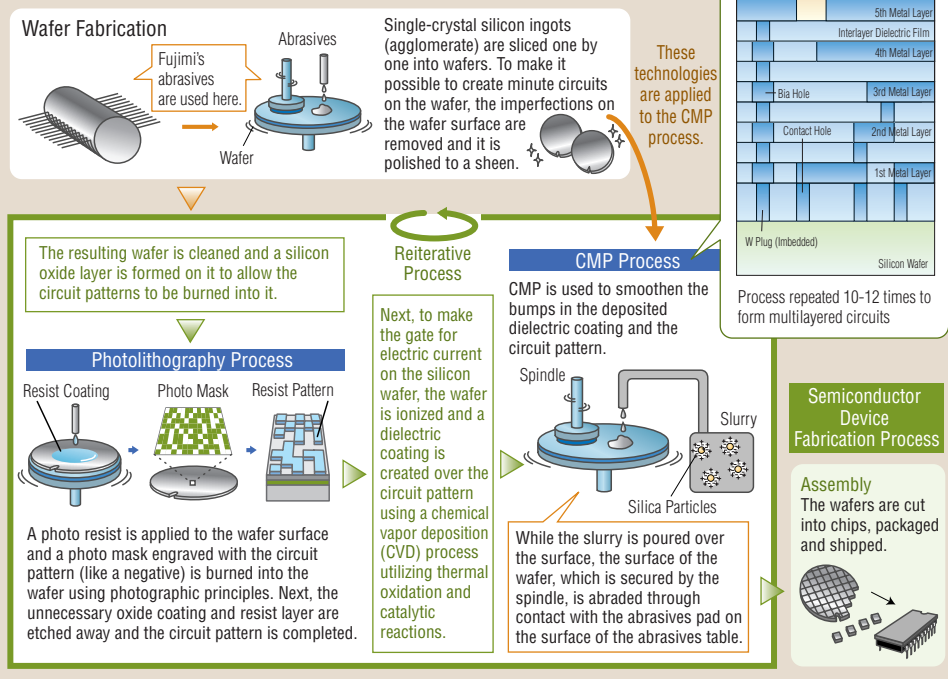 Wafer Fabrication
Fujimi's
abrasives
are used here.
Abrasives
Wafer
Single-crystal silicon ingots
(agglomerate) are sliced one by
one into wafers. To make it
possible to create minute circuits
on the wafer, the imperfections on
the wafer surface are
removed and it is
polished to a sheen.
These
technologies
are applied
to the CMP
process.
5th Metal Layer
Interlayer Dielectric Film
4th Metal Layer
Bia Hole
3rd Metal Layer
Contact Hole
2nd Metal Layer
1st Metal Layer
W Plug (Imbedded)
Silicon Wafer
Process repeated 10-12 times to
form multilayered circuits
The resulting wafer is cleaned and a silicon
oxide layer is formed on it to allow the
circuit patterns to be burned into it.
Photolithography Process
Resist Coating
Photo Mask
Resist Pattern
A photo resist is applied to the wafer surface
and a photo mask engraved with the circuit
pattern (like a negative) is burned into the
wafer using photographic principles. Next, the
unnecessary oxide coating and resist layer are
etched away and the circuit pattern is completed.
Reiterative
Process
Next, to make
the gate for
electric current
on the silicon
wafer, the wafer
is ionized and a
dielectric
coating is
created over the
circuit pattern
using a chemical
vapor deposition
(CVD) process
utilizing thermal
oxidation and
catalytic
reactions.
CMP Process
CMP is used to smoothen the
bumps in the deposited
dielectric coating and the
circuit pattern.
Spindle
Slurry
Silica Particles
While the slurry is poured over
the surface, the surface of the
wafer, which is secured by the
spindle, is abraded through
contact with the abrasives pad on
the surface of the abrasives table.
Semiconductor
Device
Fabrication Process
Assembly
The wafers are cut
into chips, packaged
and shipped.